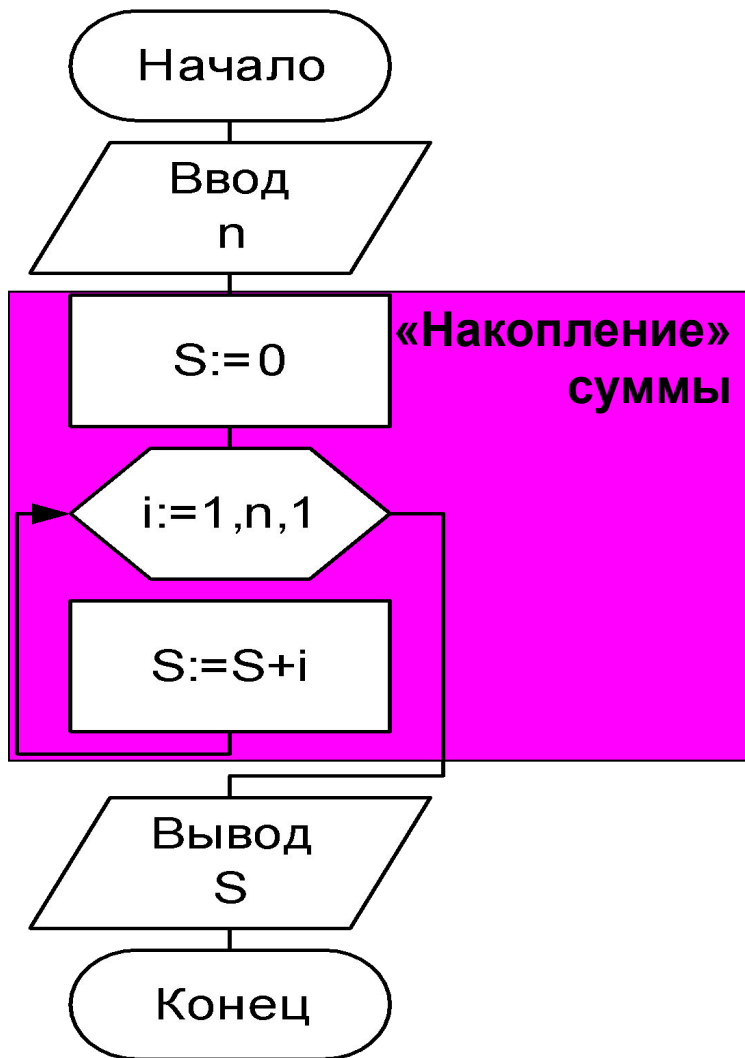 Начало
Ввод
n
S:=0
«Накопление»
суммы
i:=1,n,1
S:=S+i
Вывод
S
Конец